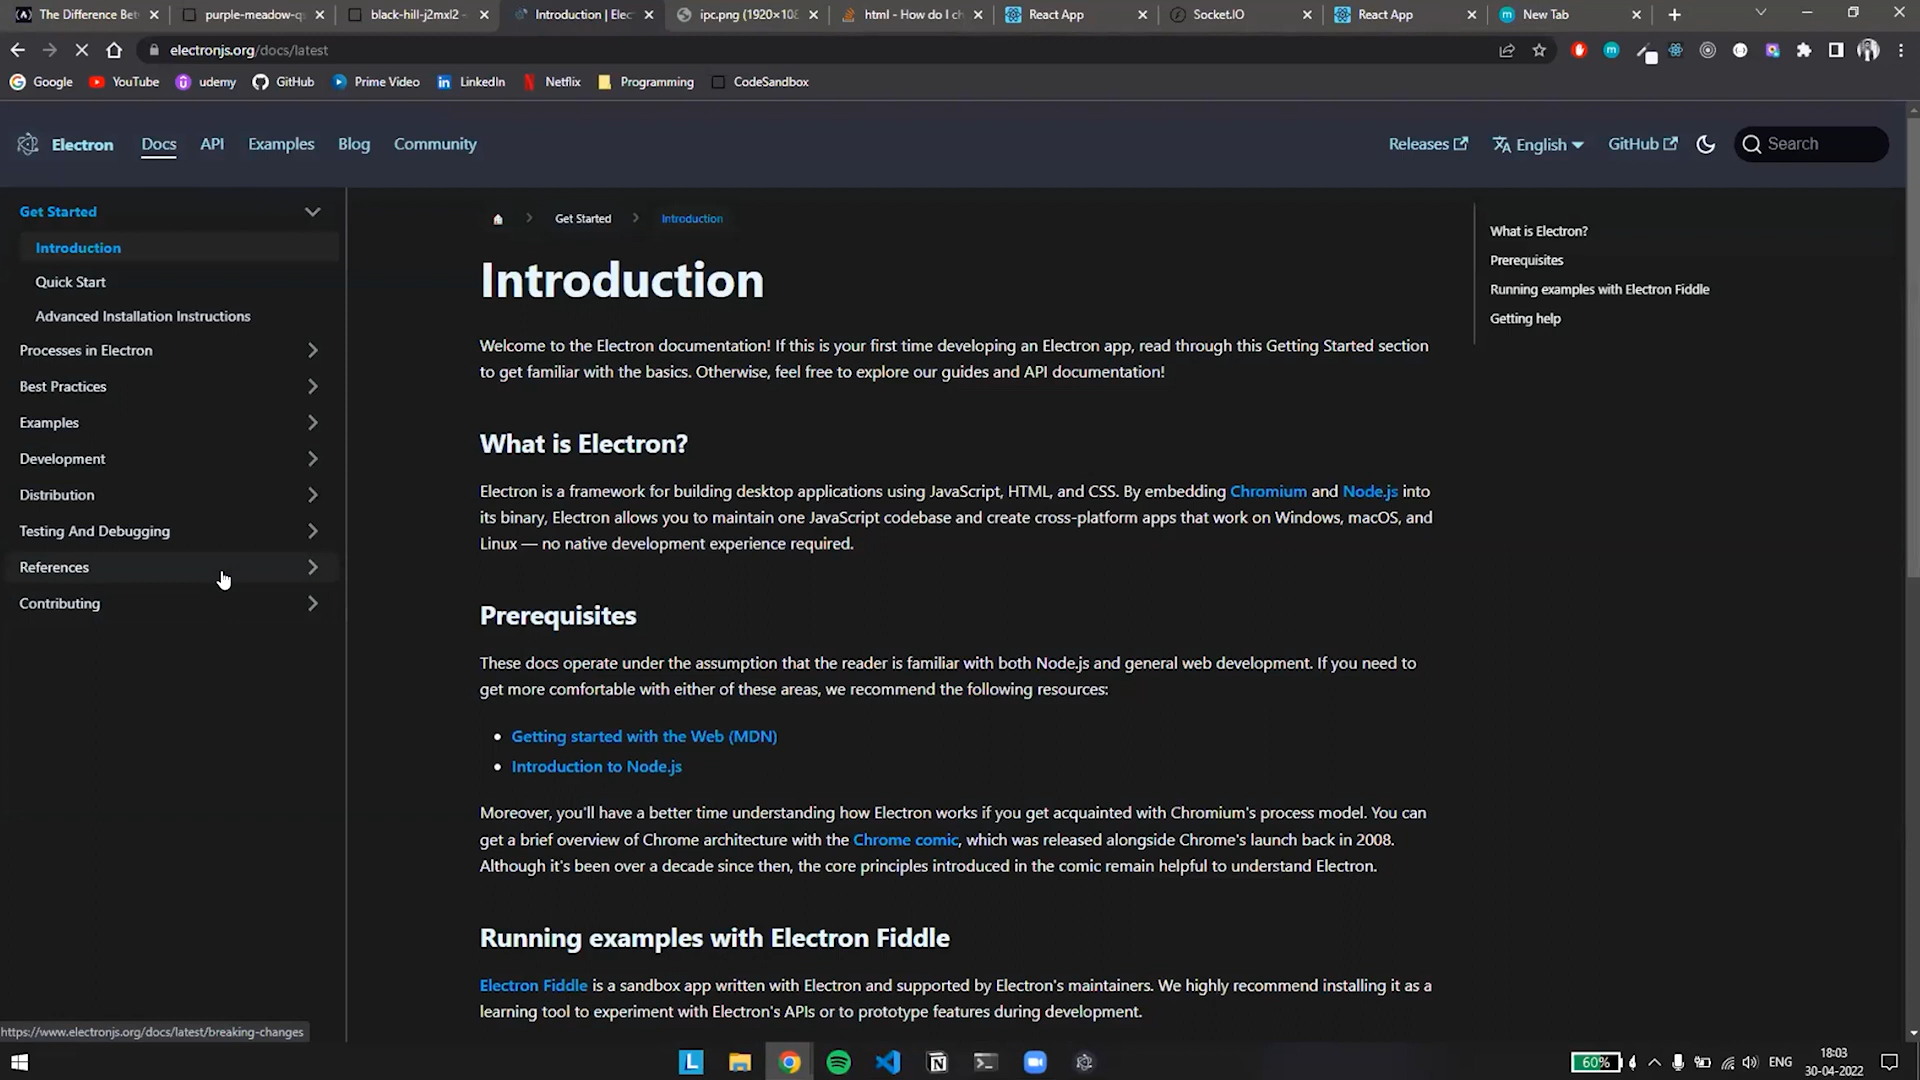 The Difference Bet
purple-meadow-q
black-hill-j2mxl2 -
Introduction | Elec
ipc.png (1920×108
html - How do I ch
React App
Socket.IO
React App
New Tab
electronjs.org/docs/latest
Google
YouTube
udemy
GitHub
Prime Video
LinkedIn
Netflix
Programming
CodeSandbox
Electron
Docs
API
Examples
Blog
Community
Releases
English
GitHub
Search
Get Started
Introduction
Quick Start
Advanced Installation Instructions
Processes in Electron
Best Practices
Examples
Development
Distribution
Testing And Debugging
References
Contributing
Get Started
Introduction
Introduction
Welcome to the Electron documentation! If this is your first time developing an Electron app, read through this Getting Started section
to get familiar with the basics. Otherwise, feel free to explore our guides and API documentation!
What is Electron?
Electron is a framework for building desktop applications using JavaScript, HTML, and CSS. By embedding Chromium and Node.js into
its binary, Electron allows you to maintain one JavaScript codebase and create cross-platform apps that work on Windows, macOS, and
Linux — no native development experience required.
Prerequisites
These docs operate under the assumption that the reader is familiar with both Node.js and general web development. If you need to
get more comfortable with either of these areas, we recommend the following resources:
Getting started with the Web (MDN)
Introduction to Node.js
Moreover, you'll have a better time understanding how Electron works if you get acquainted with Chromium's process model. You can
get a brief overview of Chrome architecture with the Chrome comic, which was released alongside Chrome's launch back in 2008.
Although it's been over a decade since then, the core principles introduced in the comic remain helpful to understand Electron.
Running examples with Electron Fiddle
Electron Fiddle is a sandbox app written with Electron and supported by Electron's maintainers. We highly recommend installing it as a
learning tool to experiment with Electron's APIs or to prototype features during development.
What is Electron?
Prerequisites
Running examples with Electron Fiddle
Getting help
https://www.electronjs.org/docs/latest/breaking-changes
60%
ENG
18:03
30-04-2022